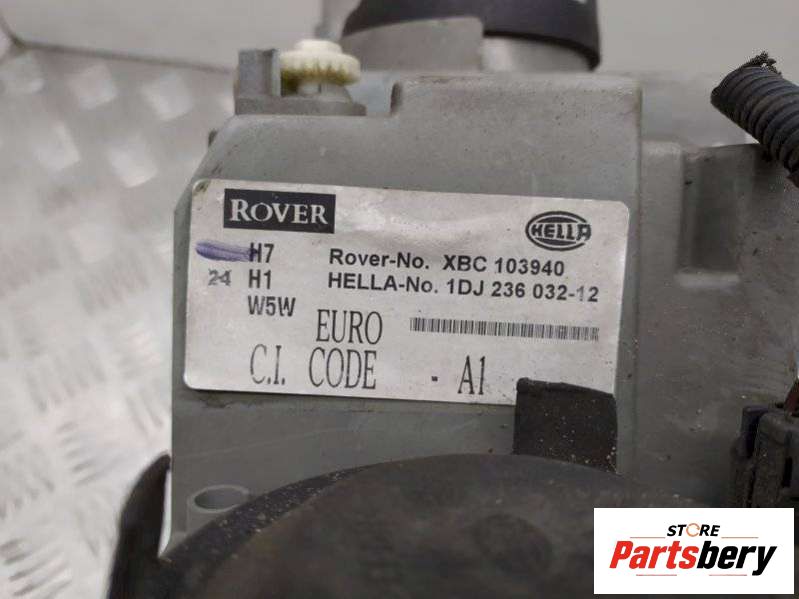 ROVER
HELLA
H7 Rover-No. XBC 103940
24 H1 HELLA-No. 1DJ 236 032-12
W5W
EURO
C.I. CODE - A1
STORE
Partsbery